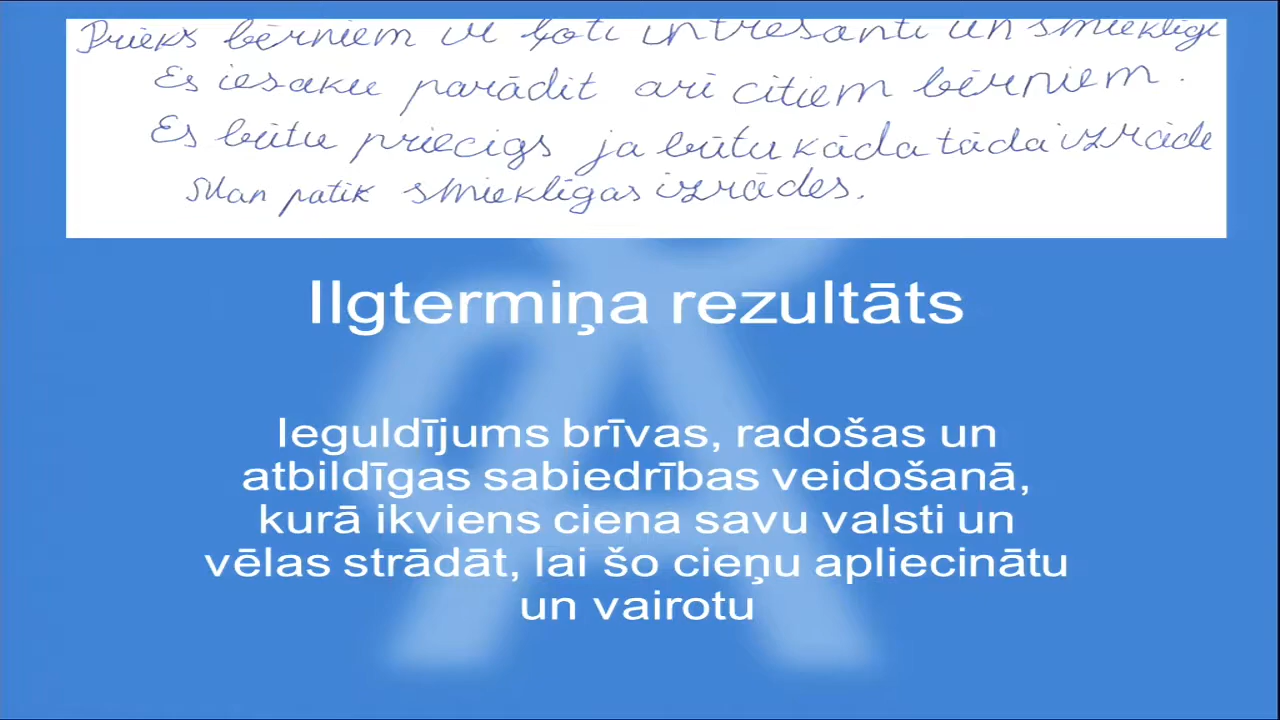 Prieks bērniem ir ļoti intresanti un smieklīgi
Es iesaku parādit arī citiem bērniem.
Es būtu priecīgs ja būtu kāda tāda izrāde
Man patīk smieklīgas izrādes.
Ilgtermiņa rezultāts
Ieguldījums brīvas, radošas un
atbildīgas sabiedrības veidošanā,
kurā ikviens ciena savu valsti un
vēlas strādāt, lai šo cieņu apliecinātu
un vairotu